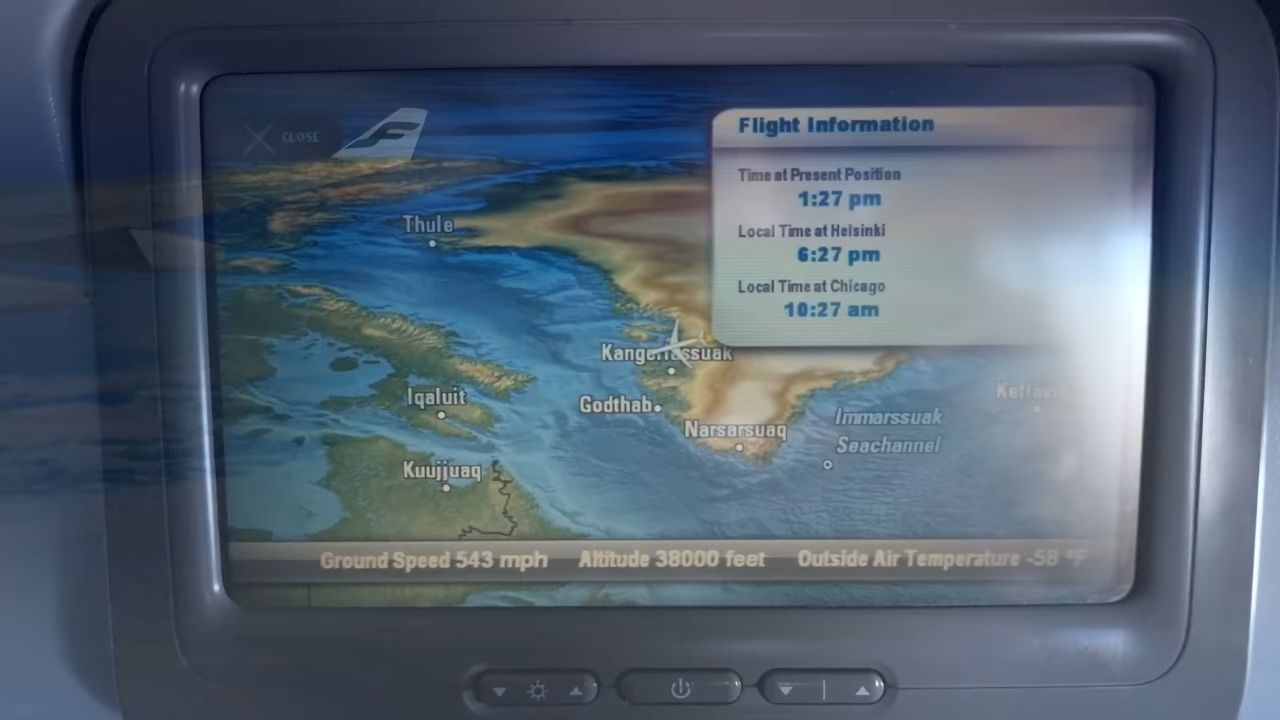 CLOSE
F
Flight Information
Time at Present Position
1:27 pm
Local Time at Helsinki
6:27 pm
Local Time at Chicago
10:27 am
Thule
Iqaluit
Godthab
Narsarsuaq
Immarssuak
Seachannel
Kuujjuaq
Ground Speed 543 mph Altitude 38000 feet Outside Air Temperature -58 °F